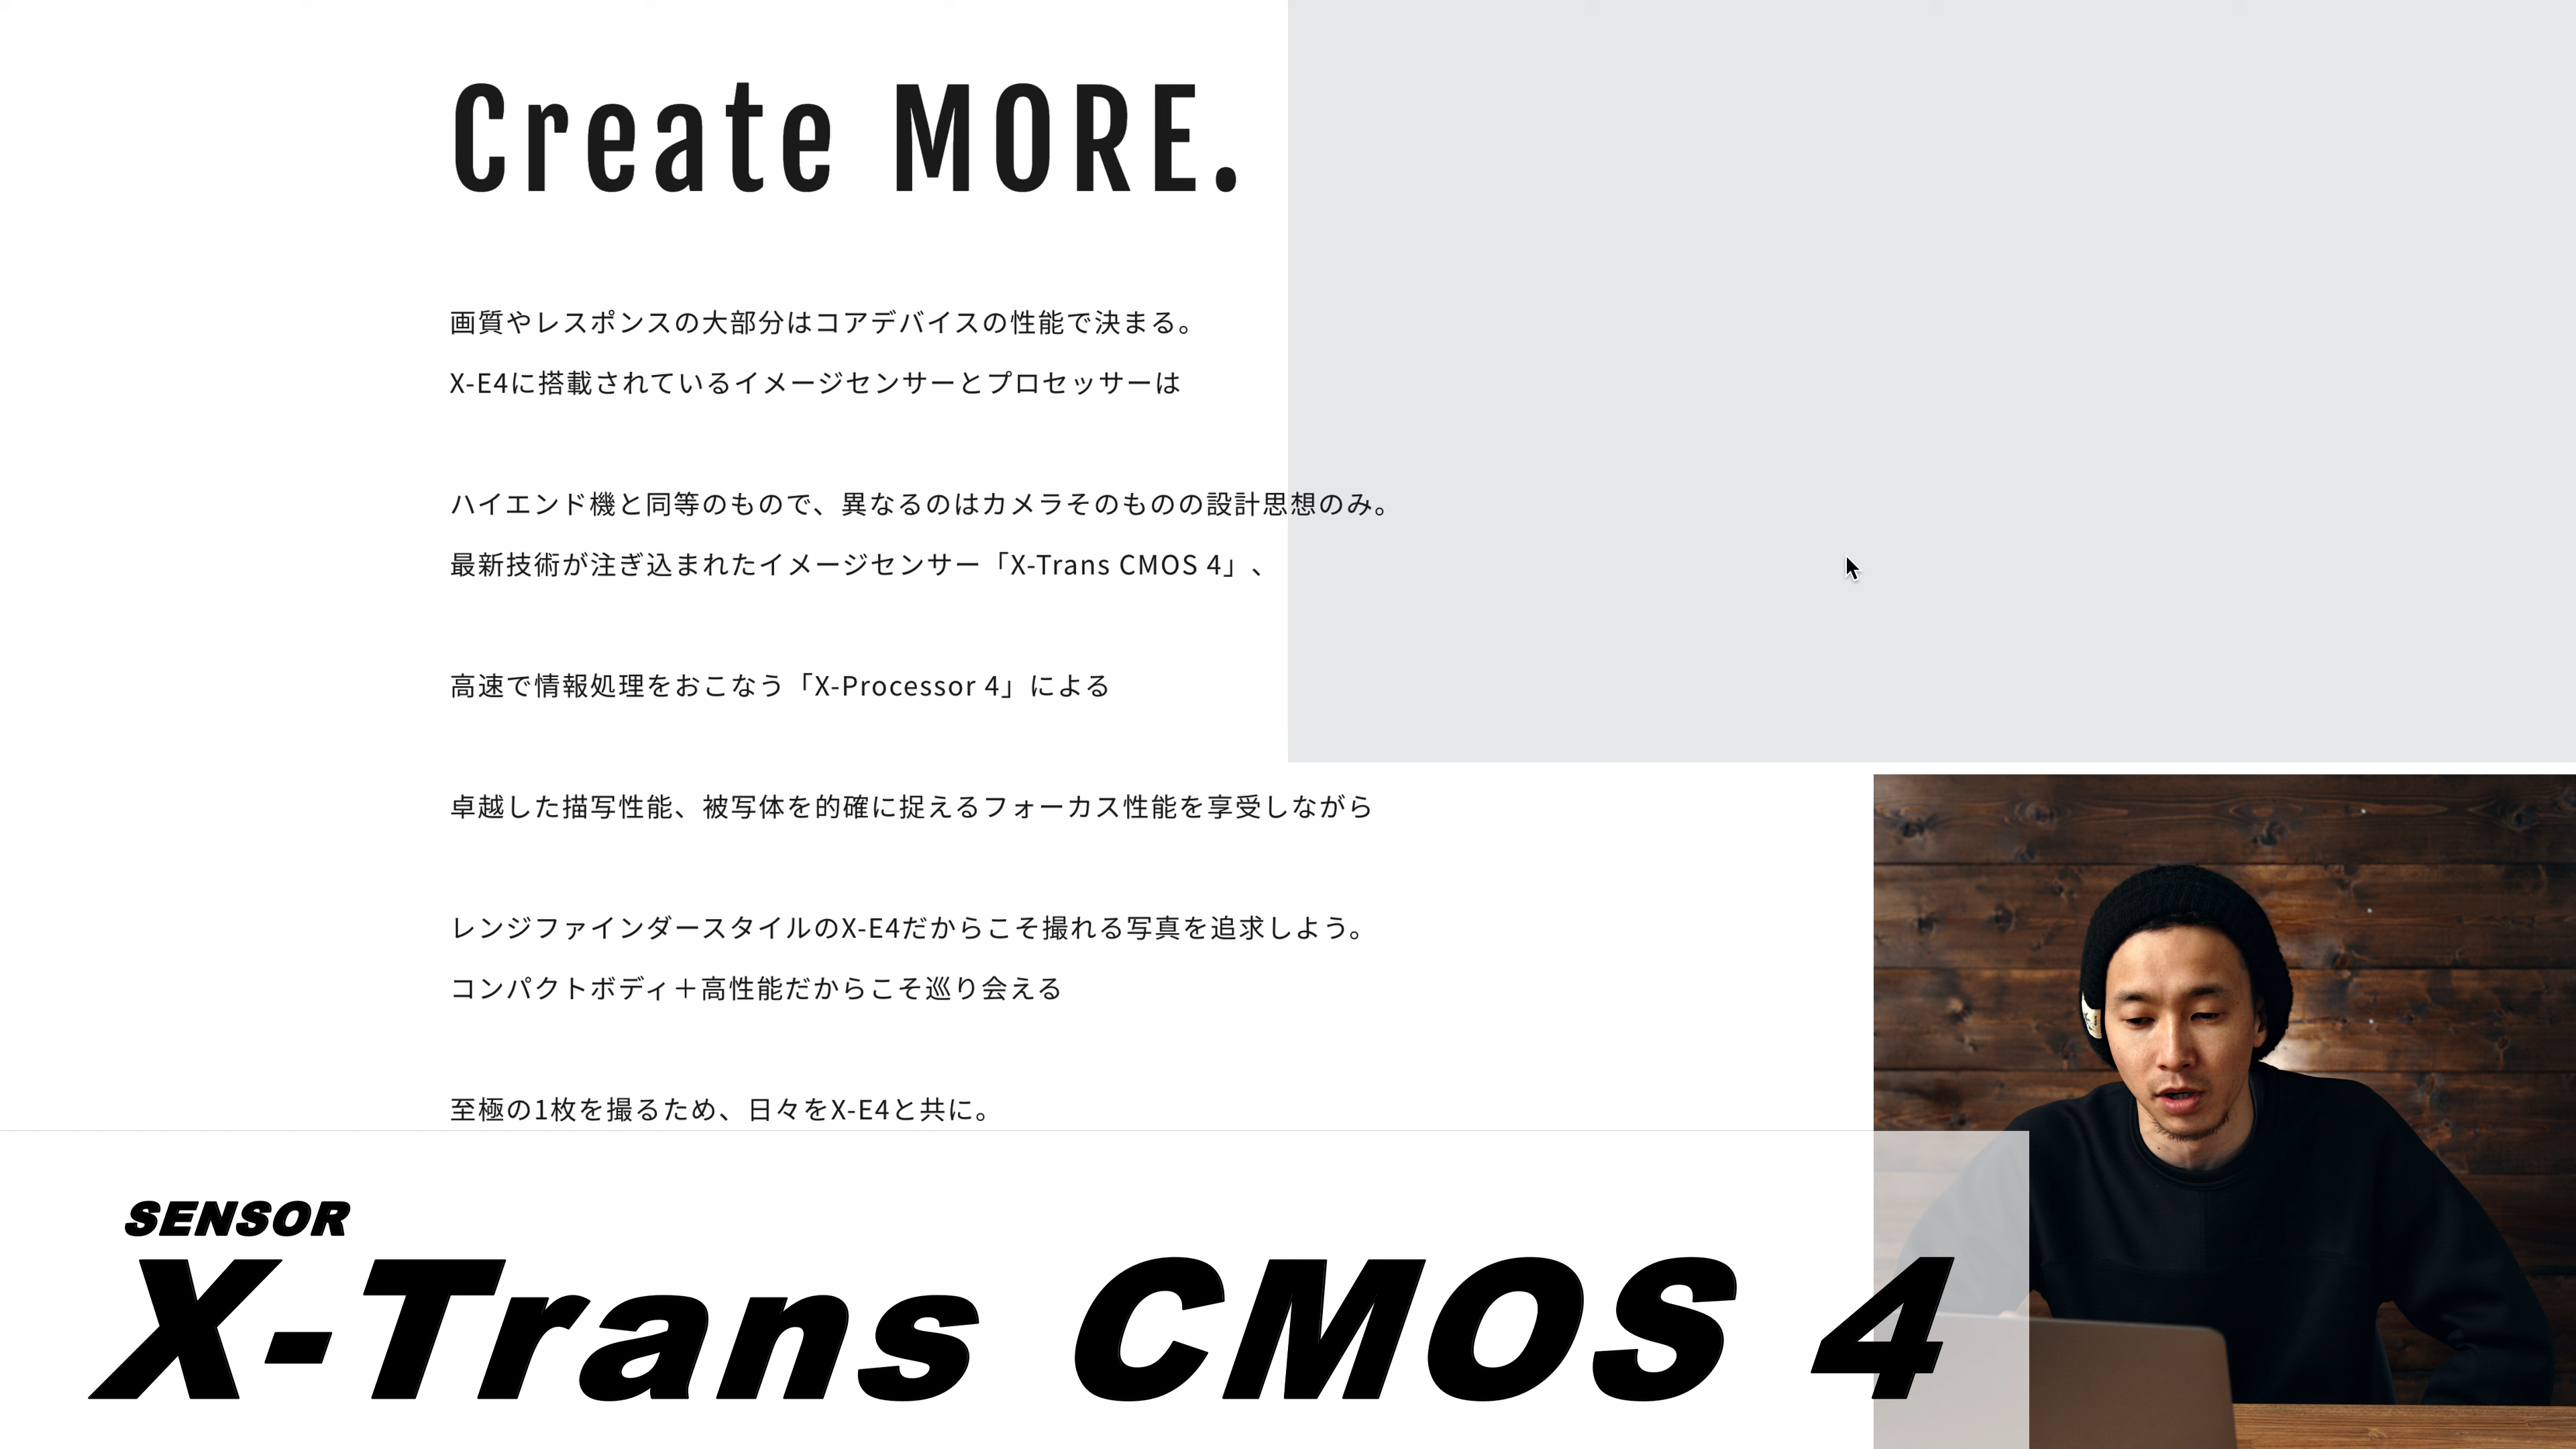 Create MORE.
画質やレスポンスの大部分はコアデバイスの性能で決まる。
X-E4に搭載されているイメージセンサーとプロセッサーは
ハイエンド機と同等のもので、異なるのはカメラそのものの設計思想のみ。
最新技術が注ぎ込まれたイメージセンサー「X-Trans CMOS 4」、
高速で情報処理をおこなう「X-Processor 4」による
卓越した描写性能、被写体を的確に捉えるフォーカス性能を享受しながら
レンジファインダースタイルのX-E4だからこそ撮れる写真を追求しよう。
コンパクトボディ＋高性能だからこそ巡り会える
至極の1枚を撮るため、日々をX-E4と共に。
SENSOR
X-Trans CMOS 4